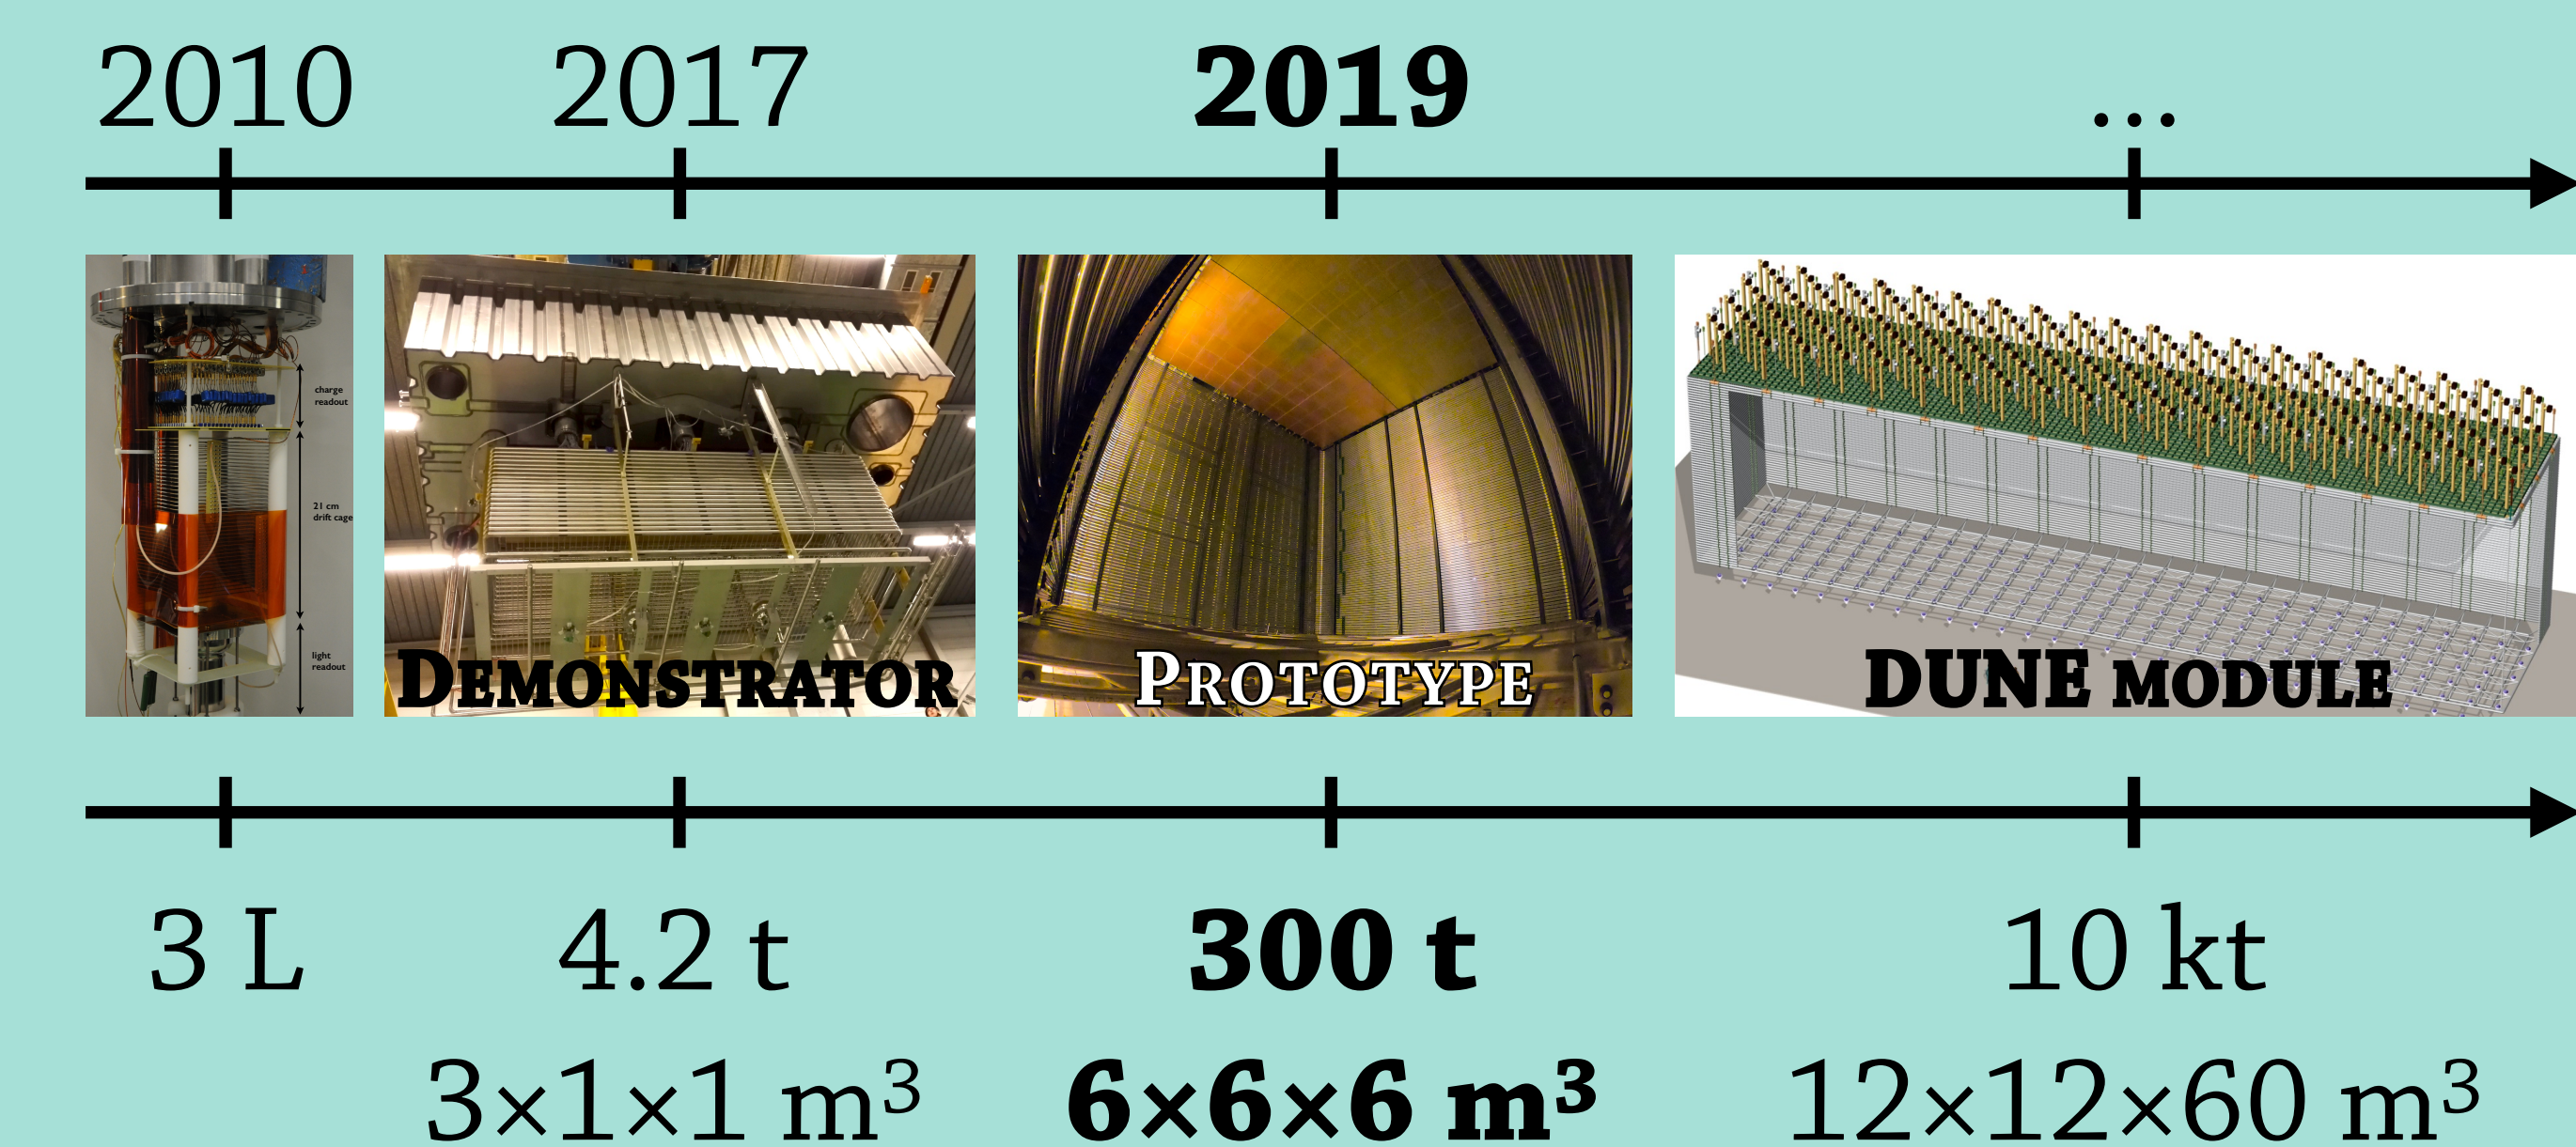 2010 2017 2019 ...
charge
readout
21 cm
drift cage
light
readout
DEMONSTRATOR PROTOTYPE DUNE MODULE
3 L 4.2 t 300 t 10 kt
3×1×1 m³ 6×6×6 m³ 12×12×60 m³